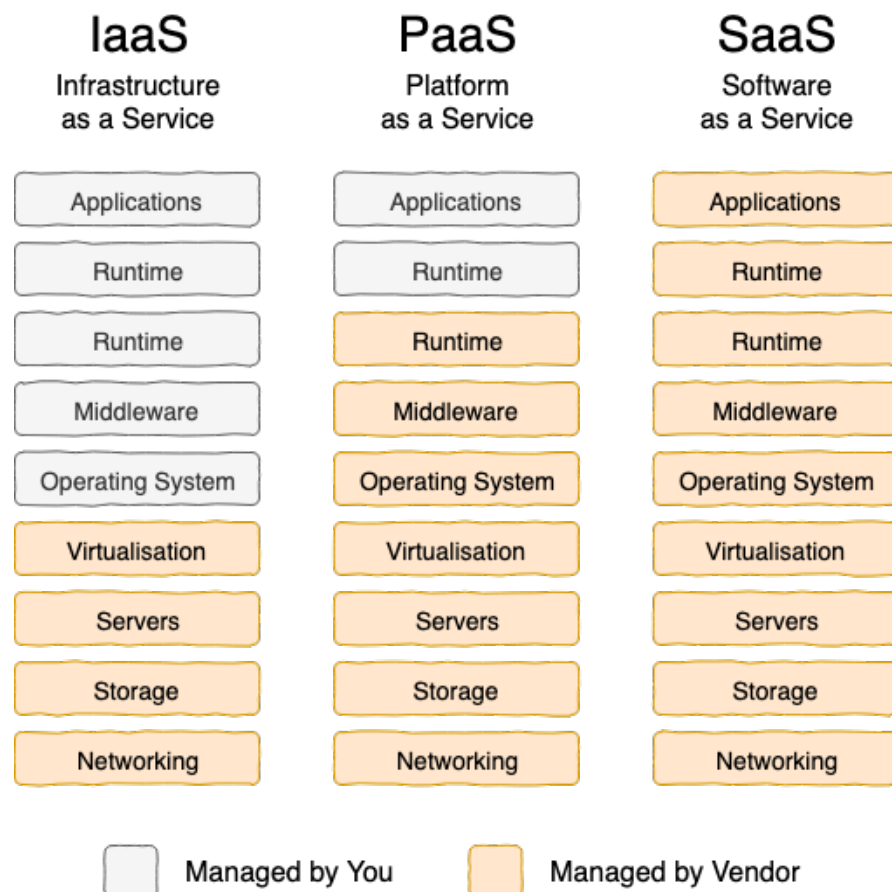 IaaS
Infrastructure
as a Service
Applications
Runtime
Runtime
Middleware
Operating System
Virtualisation
Servers
Storage
Networking
PaaS
Platform
as a Service
Applications
Runtime
Runtime
Middleware
Operating System
Virtualisation
Servers
Storage
Networking
SaaS
Software
as a Service
Applications
Runtime
Runtime
Middleware
Operating System
Virtualisation
Servers
Storage
Networking
Managed by You
Managed by Vendor